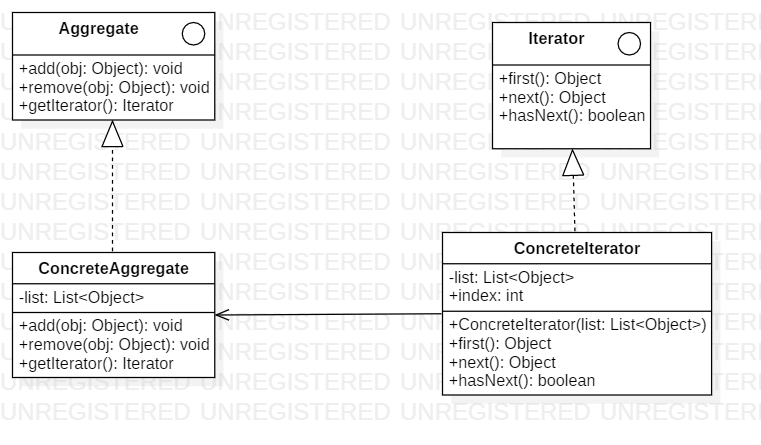 Aggregate
+add(obj: Object): void
+remove(obj: Object): void
+getIterator(): Iterator
Iterator
+first(): Object
+next(): Object
+hasNext(): boolean
ConcreteAggregate
-list: List<Object>
+add(obj: Object): void
+remove(obj: Object): void
+getIterator(): Iterator
ConcreteIterator
-list: List<Object>
+index: int
+ConcreteIterator(list: List<Object>)
+first(): Object
+next(): Object
+hasNext(): boolean
UNREGISTERED UNREGISTERED UNREGISTERED UNREGISTERED